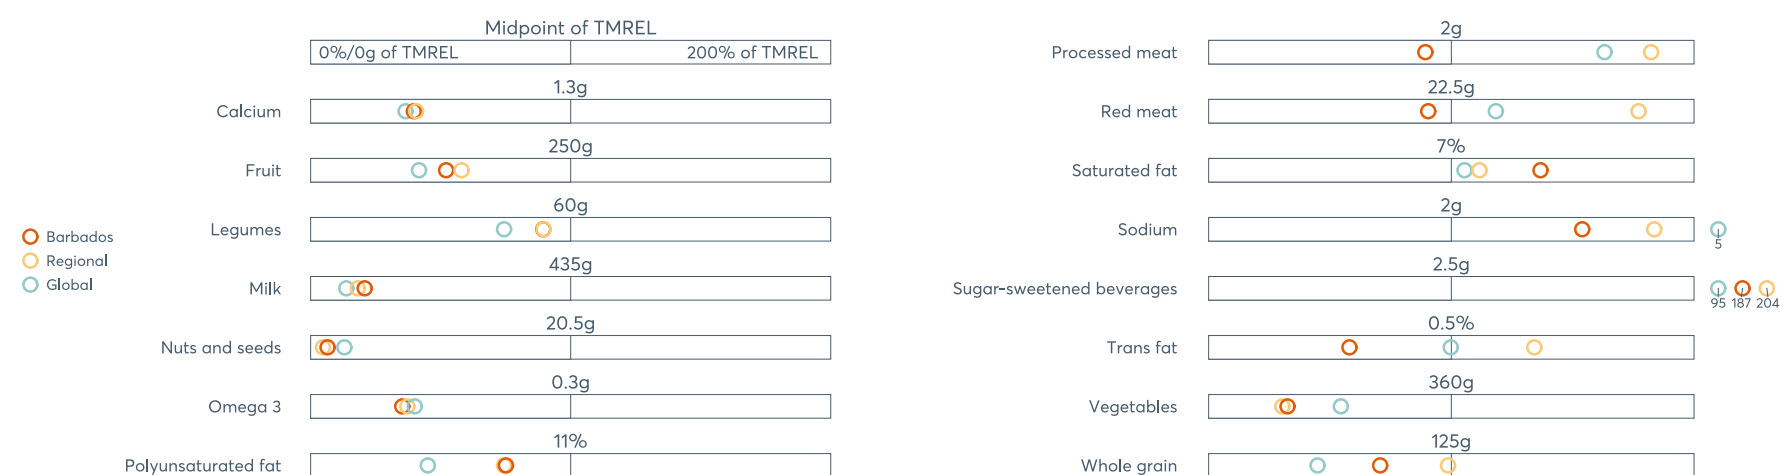 Midpoint of TMREL
0%/0g of TMREL 200% of TMREL
1.3g
Calcium
250g
Fruit
60g
Legumes
435g
Milk
20.5g
Nuts and seeds
0.3g
Omega 3
11%
Polyunsaturated fat
Barbados
Regional
Global
2g
Processed meat
22.5g
Red meat
7%
Saturated fat
2g
Sodium
5
2.5g
Sugar-sweetened beverages
95 187 204
0.5%
Trans fat
360g
Vegetables
125g
Whole grain